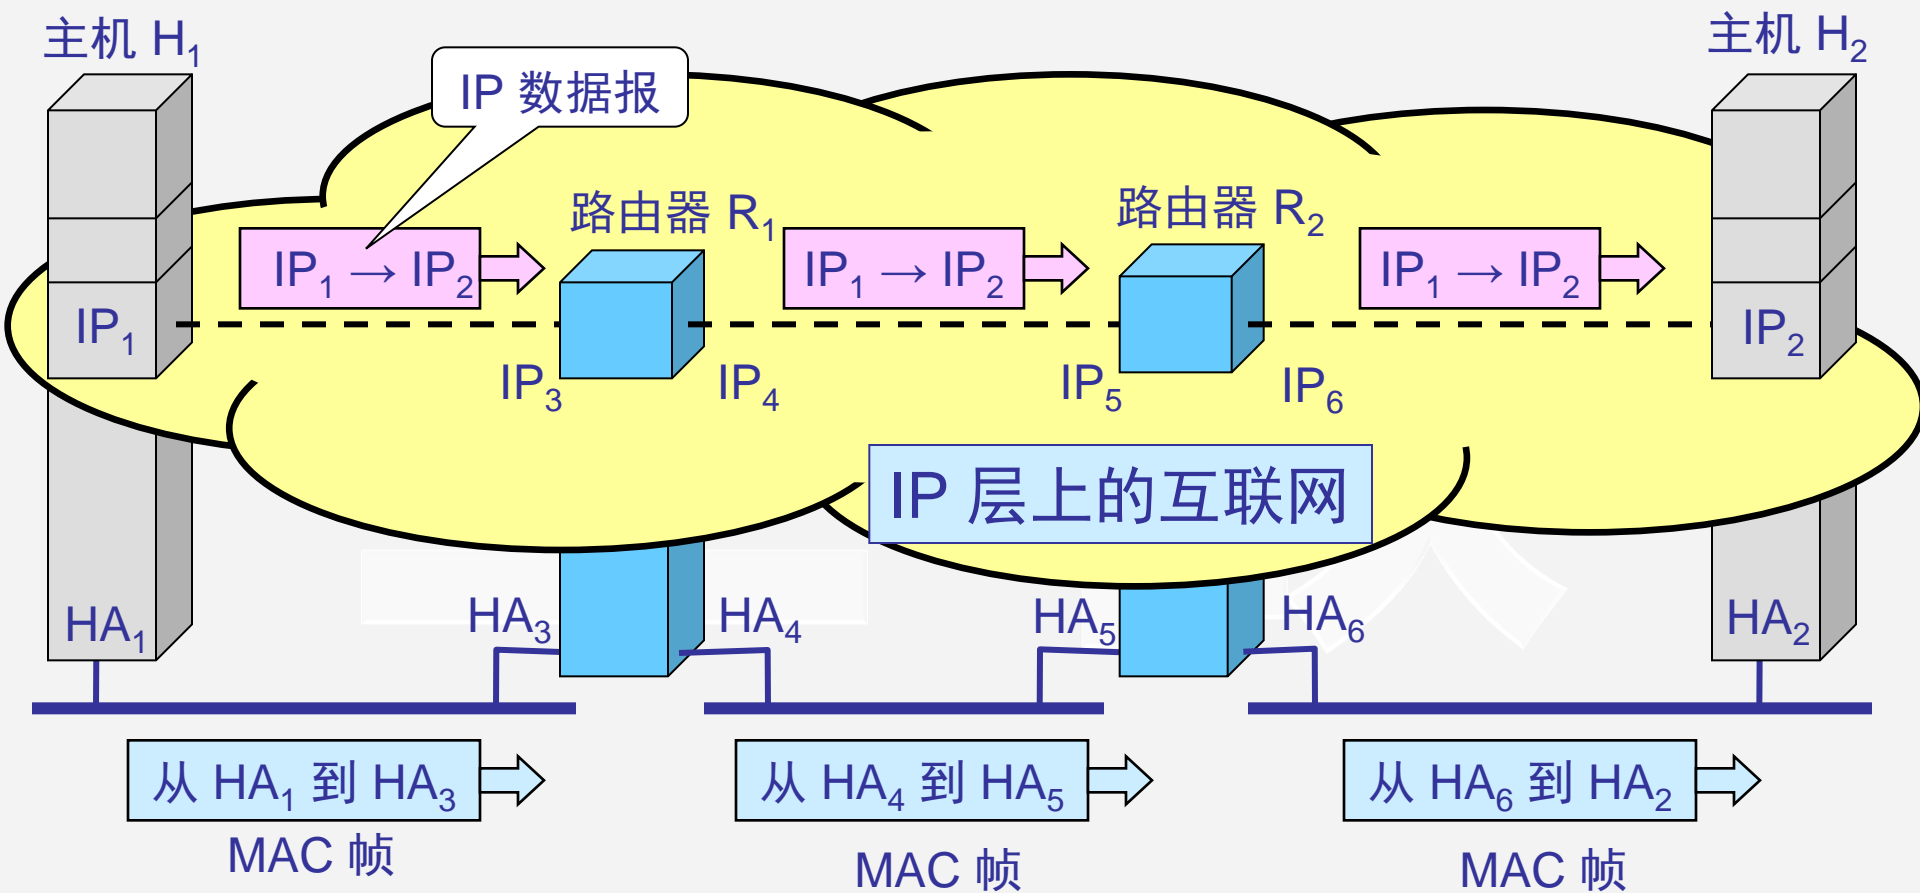 主机 H₁
主机 H₂
IP 数据报
路由器 R₁
路由器 R₂
IP₁ → IP₂
IP₁ → IP₂
IP₁ → IP₂
IP₁
IP₂
IP₃
IP₄
IP₅
IP₆
IP 层上的互联网
HA₁
HA₃
HA₄
HA₅
HA₆
HA₂
从 HA₁ 到 HA₃
从 HA₄ 到 HA₅
从 HA₆ 到 HA₂
MAC 帧
MAC 帧
MAC 帧